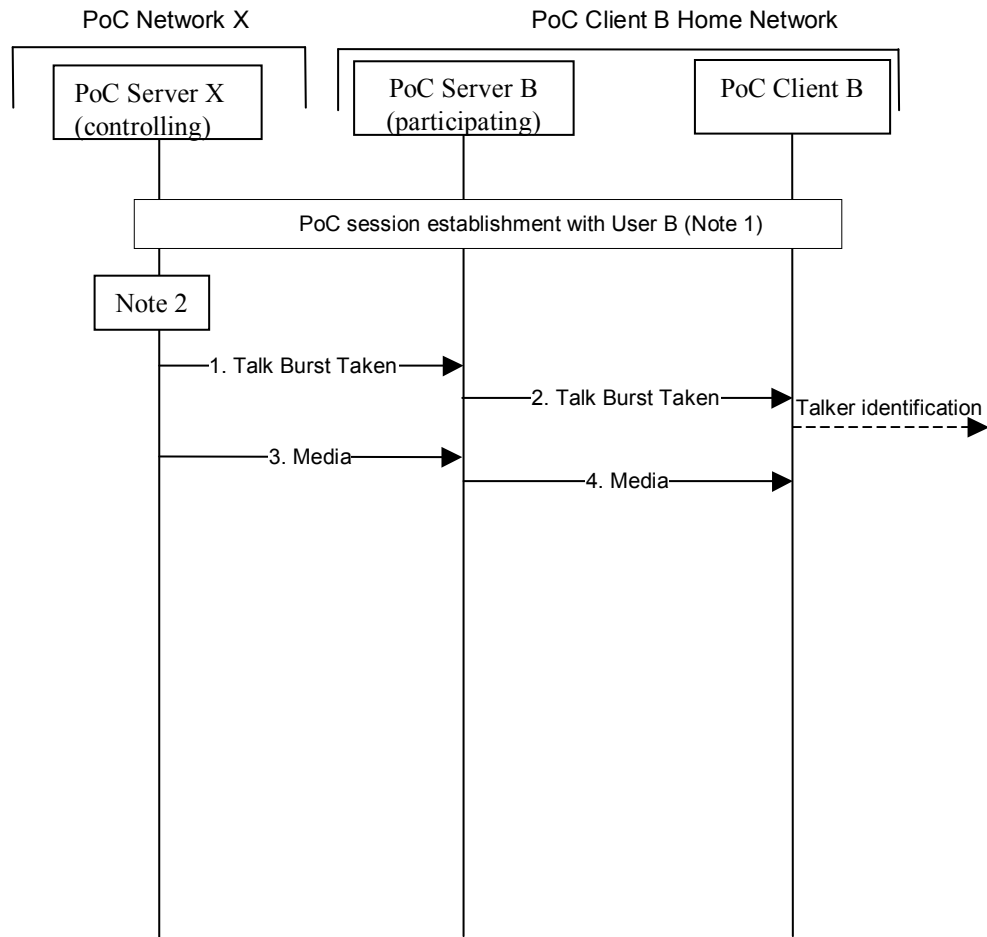 PoC Network X
PoC Client B Home Network
PoC Server X
(controlling)
PoC Server B
(participating)
PoC Client B
PoC session establishment with User B (Note 1)
Note 2
1. Talk Burst Taken
2. Talk Burst Taken
Talker identification
3. Media
4. Media